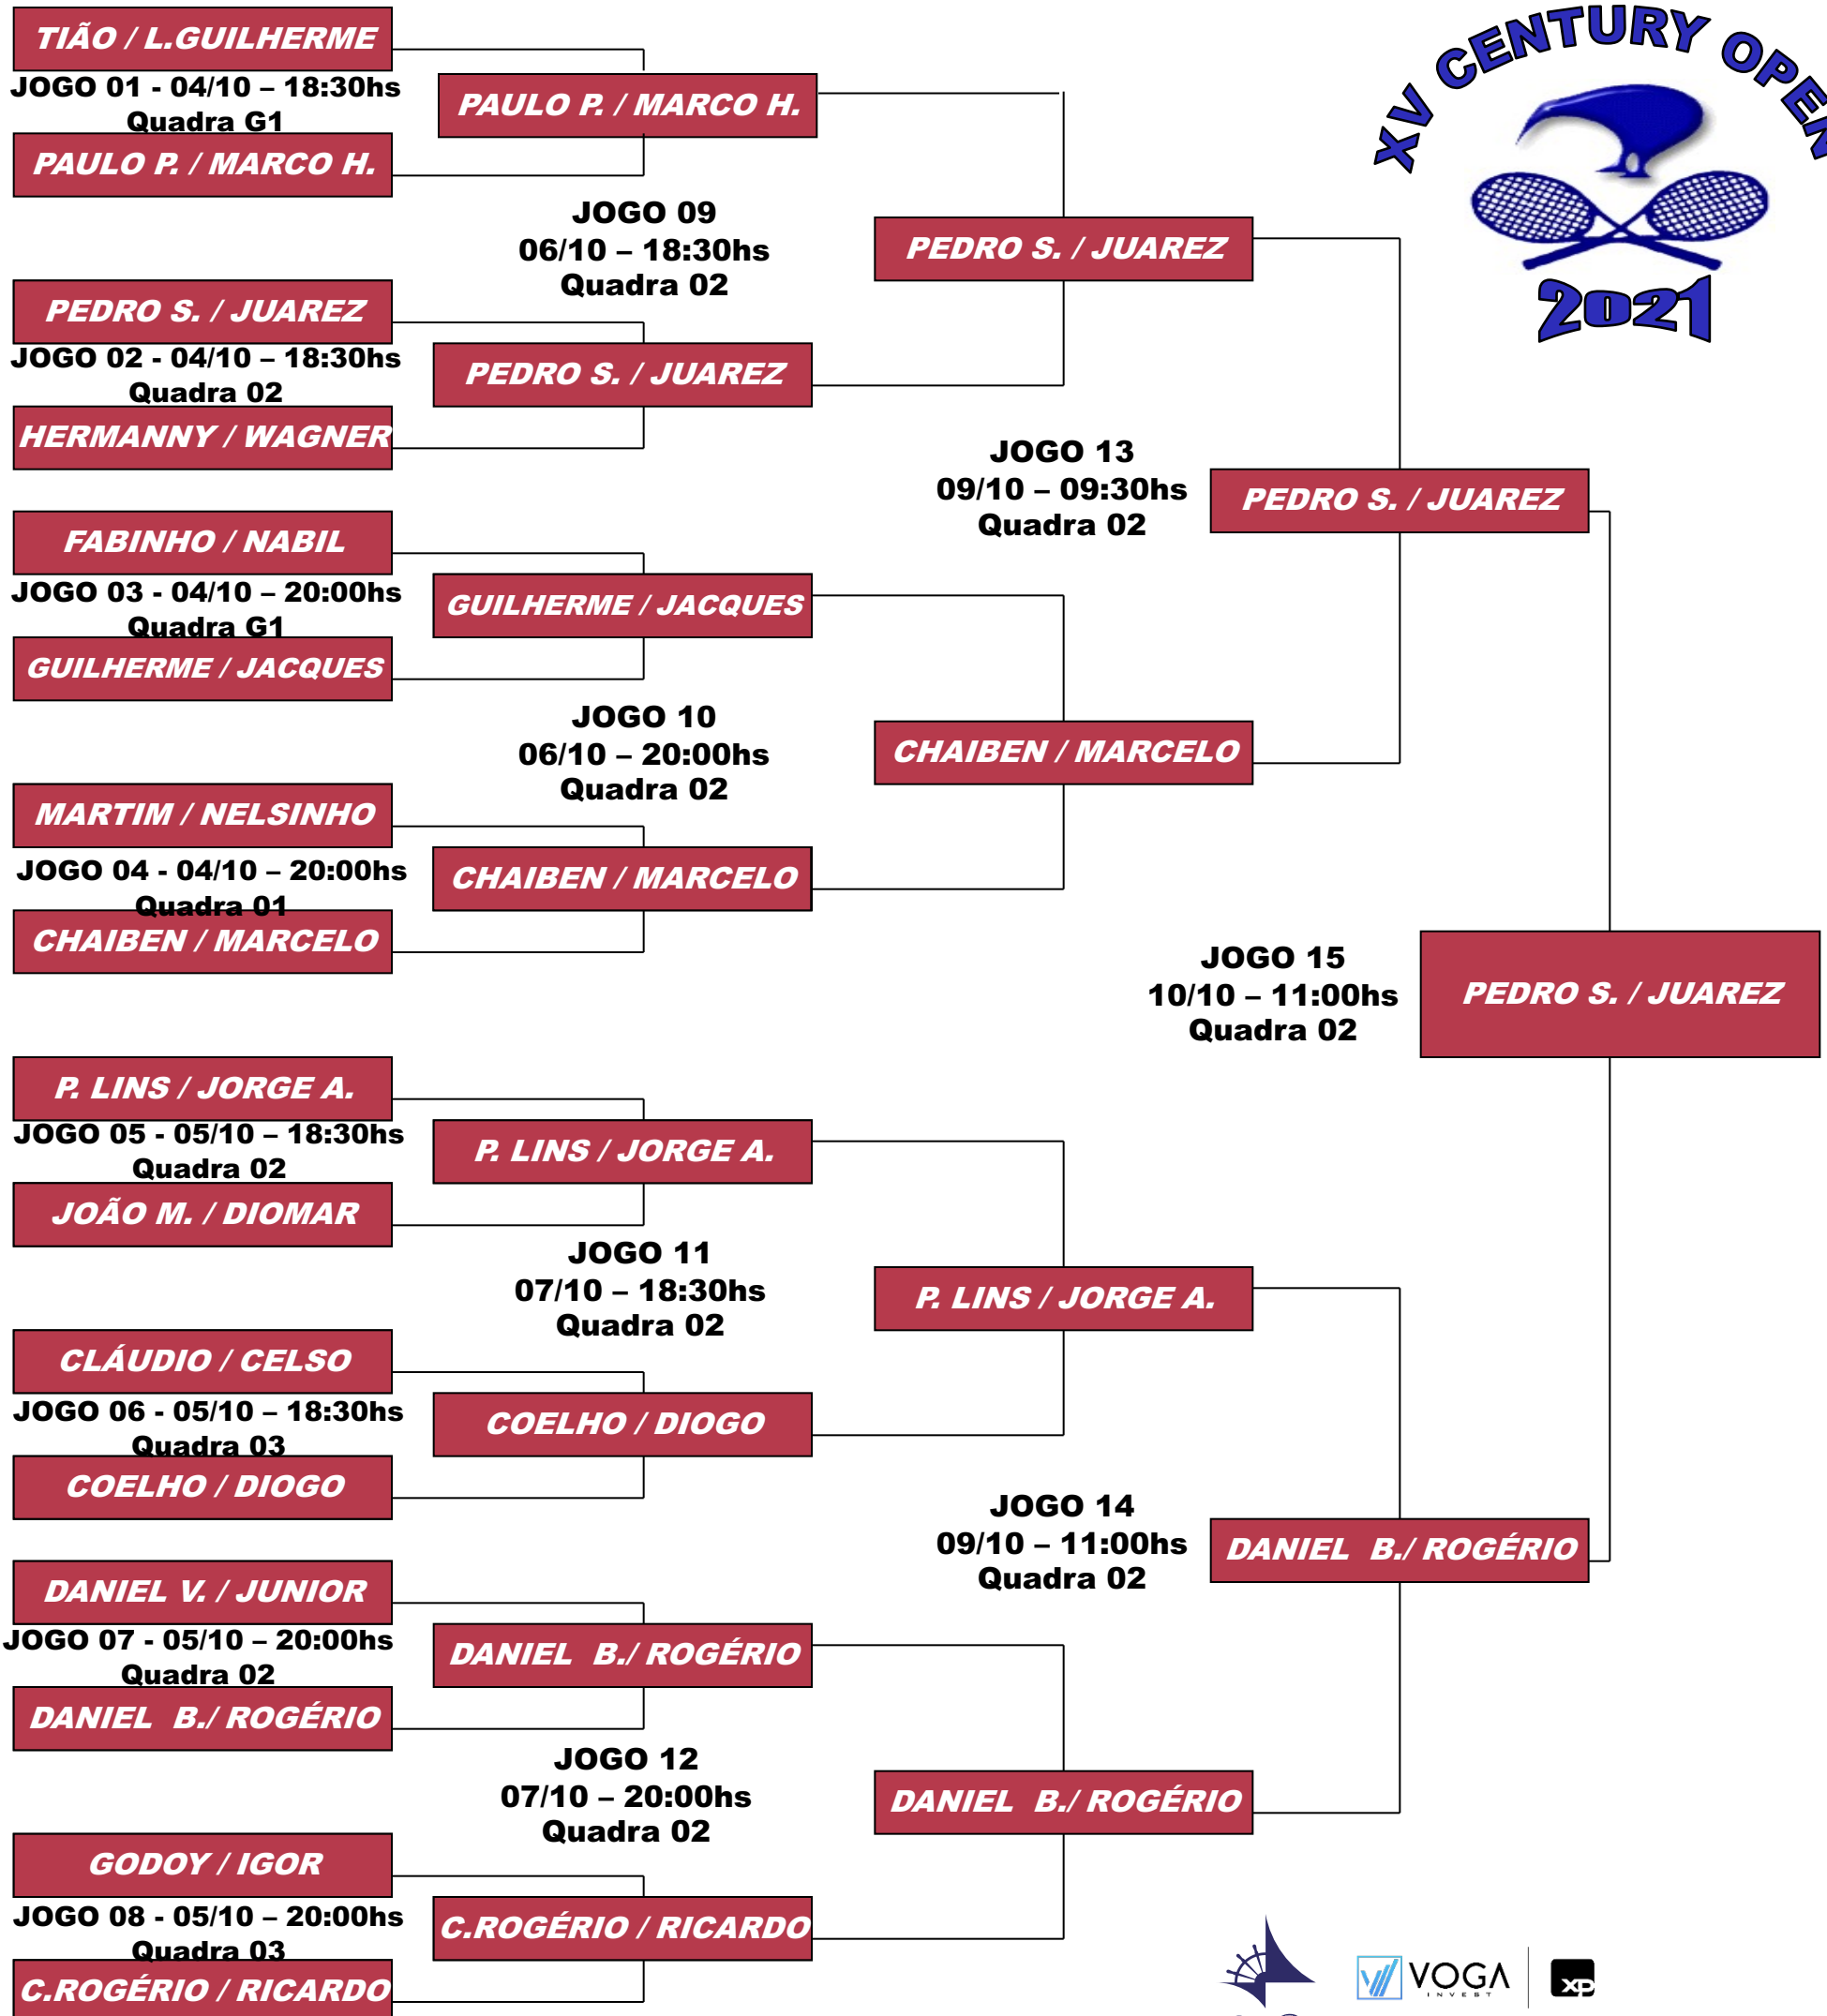 XV CENTURY OPEN
2021
TIÃO / L.GUILHERME
JOGO 01 - 04/10 – 18:30hs
Quadra G1
PAULO P. / MARCO H.
PAULO P. / MARCO H.
JOGO 09
06/10 – 18:30hs
Quadra 02
PEDRO S. / JUAREZ
PEDRO S. / JUAREZ
JOGO 02 - 04/10 – 18:30hs
Quadra 02
HERMANNY / WAGNER
PEDRO S. / JUAREZ
JOGO 13
09/10 – 09:30hs
Quadra 02
PEDRO S. / JUAREZ
FABINHO / NABIL
JOGO 03 - 04/10 – 20:00hs
Quadra G1
GUILHERME / JACQUES
GUILHERME / JACQUES
JOGO 10
06/10 – 20:00hs
Quadra 02
CHAIBEN / MARCELO
MARTIM / NELSINHO
JOGO 04 - 04/10 – 20:00hs
Quadra 01
CHAIBEN / MARCELO
CHAIBEN / MARCELO
JOGO 15
10/10 – 11:00hs
Quadra 02
PEDRO S. / JUAREZ
P. LINS / JORGE A.
JOGO 05 - 05/10 – 18:30hs
Quadra 02
JOÃO M. / DIOMAR
P. LINS / JORGE A.
JOGO 11
07/10 – 18:30hs
Quadra 02
P. LINS / JORGE A.
CLÁUDIO / CELSO
JOGO 06 - 05/10 – 18:30hs
Quadra 03
COELHO / DIOGO
COELHO / DIOGO
JOGO 14
09/10 – 11:00hs
Quadra 02
DANIEL  B./ ROGÉRIO
DANIEL V. / JUNIOR
JOGO 07 - 05/10 – 20:00hs
Quadra 02
DANIEL  B./ ROGÉRIO
DANIEL  B./ ROGÉRIO
JOGO 12
07/10 – 20:00hs
Quadra 02
DANIEL  B./ ROGÉRIO
GODOY / IGOR
JOGO 08 - 05/10 – 20:00hs
Quadra 03
C.ROGÉRIO / RICARDO
C.ROGÉRIO / RICARDO
VOGA
INVEST
XP